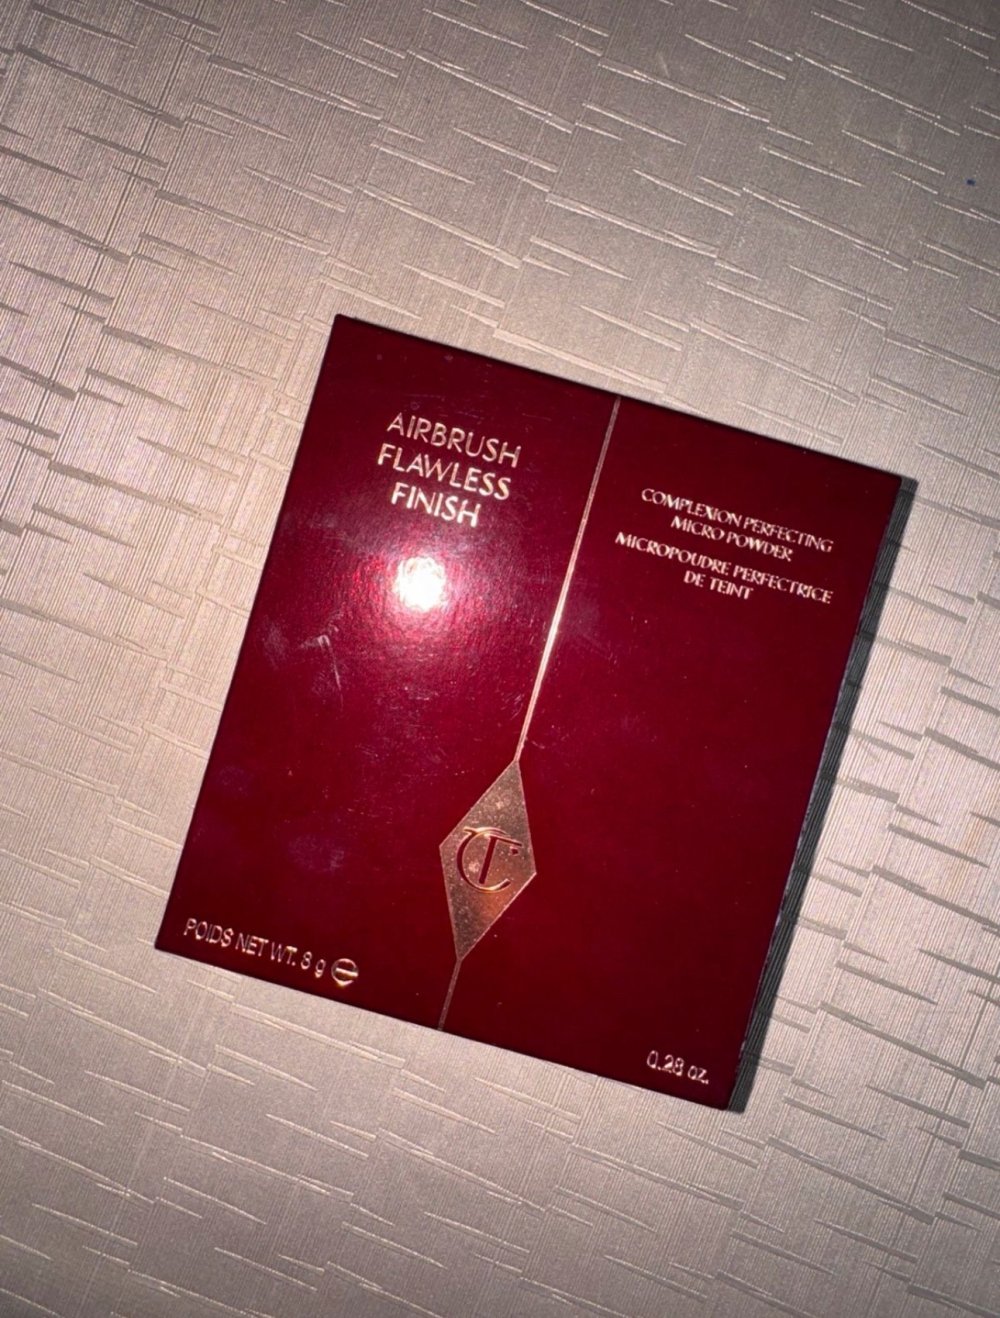 AIRBRUSH
FLAWLESS
FINISH
COMPLEXION PERFECTING
MICRO POWDER
MICROPOUDRE PERFECTRICE
DE TEINT
CT
POIDS NET WT. 8 g ℮
0.28 oz.